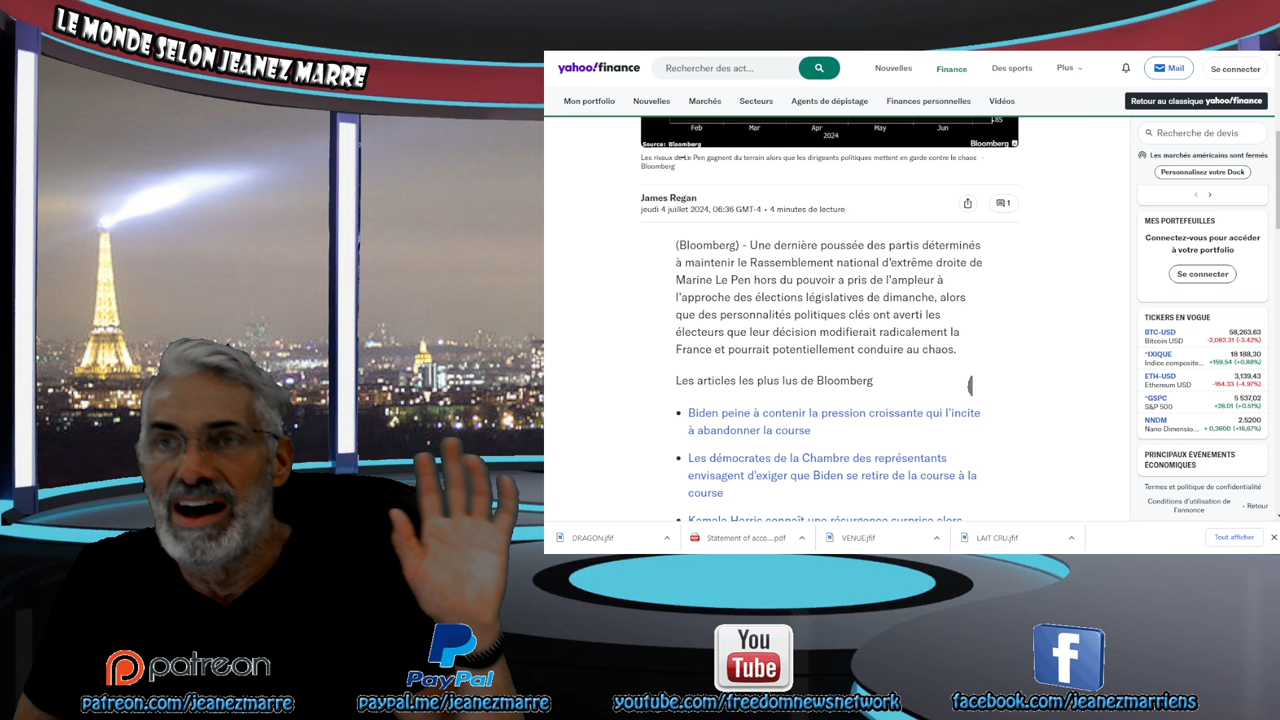 LE MONDE SELON JEANEZ MARRE
yahoo!finance
Rechercher des act...
Nouvelles
Finance
Des sports
Plus
Mail
Se connecter
Mon portfolio
Nouvelles
Marchés
Secteurs
Agents de dépistage
Finances personnelles
Vidéos
Retour au classique yahoo!finance
85
Feb Mar Apr May Jun
2024
Source: Bloomberg
Bloomberg
Les rivaux de Le Pen gagnent du terrain alors que les dirigeants politiques mettent en garde contre le chaos -
Bloomberg
James Regan
jeudi 4 juillet 2024, 06:36 GMT-4 • 4 minutes de lecture
1
(Bloomberg) - Une dernière poussée des partis déterminés
à maintenir le Rassemblement national d'extrême droite de
Marine Le Pen hors du pouvoir a pris de l'ampleur à
l'approche des élections législatives de dimanche, alors
que des personnalités politiques clés ont averti les
électeurs que leur décision modifierait radicalement la
France et pourrait potentiellement conduire au chaos.
Les articles les plus lus de Bloomberg
• Biden peine à contenir la pression croissante qui l'incite
à abandonner la course
• Les démocrates de la Chambre des représentants
envisagent d'exiger que Biden se retire de la course à la
course
• Kamala Harris connaît une résurgence surprise alors
Recherche de devis
Les marchés américains sont fermés
Personnalisez votre Dock
MES PORTEFEUILLES
Connectez-vous pour accéder
à votre portfolio
Se connecter
TICKERS EN VOGUE
BTC-USD 58,263.63
Bitcoin USD -2,062.31 (-3.42%)
^IXIQUE 18 188,30
Indice composite... +159.54 (+0.88%)
ETH-USD 3,139.43
Ethereum USD -164.33 (-4.97%)
^GSPC 5 537,02
S&P 500 +28.01 (+0.51%)
NNDM 2.5200
Nano Dimensio... + 0,3600 (+16,67%)
PRINCIPAUX ÉVÉNEMENTS
ÉCONOMIQUES
Termes et politique de confidentialité
Conditions d'utilisation de
l'annonce
• Retour
DRAGON.jfif
Statement of acco....pdf
VENUE.jfif
LAIT CRU.jfif
Tout afficher
patreon
PayPal
You
Tube
f
patreon.com/jeanezmarre
paypal.me/jeanezmarre
youtube.com/freedomnewsnetwork
facebook.com/jeanezmarriens